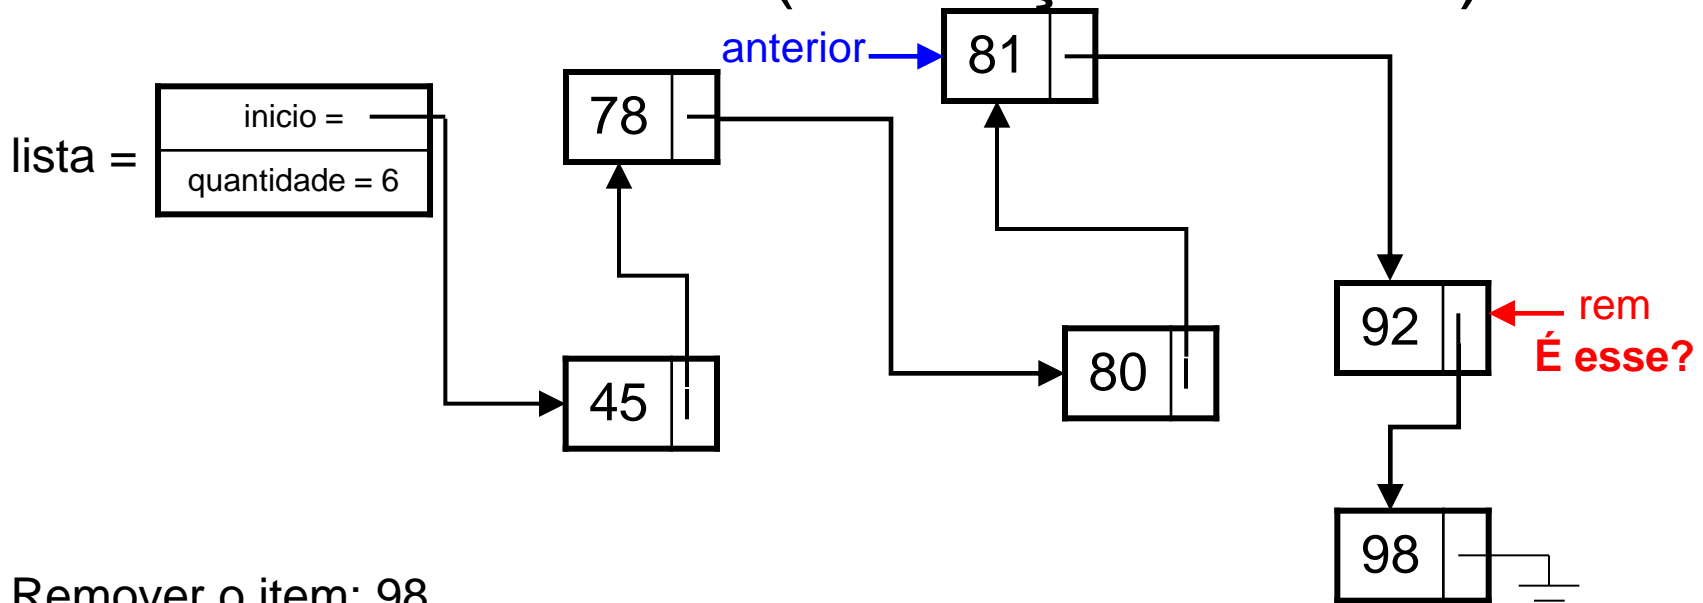 anterior
81
inicio =
78
lista =
quantidade = 6
92
rem
É esse?
80
45
98
Remover o item: 98